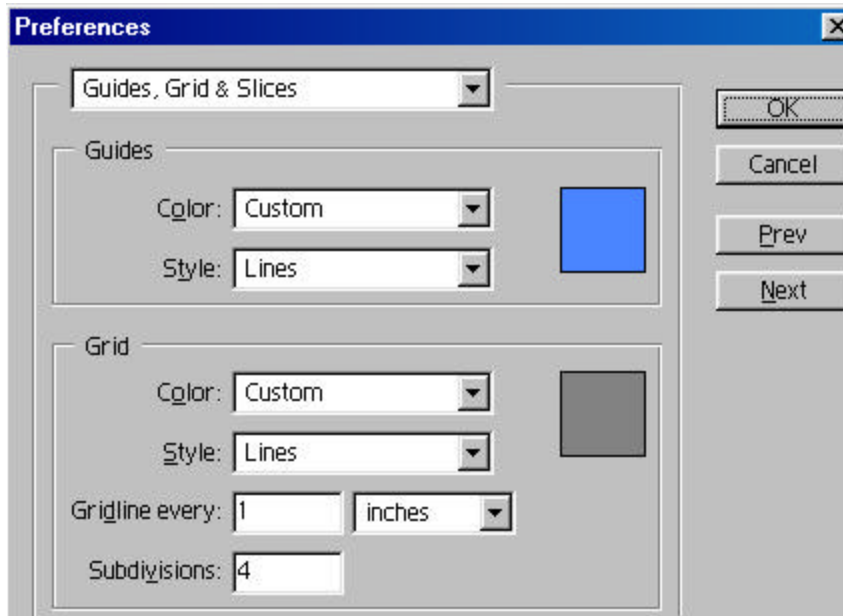 Preferences
Guides, Grid & Slices
OK
Guides
Cancel
Color: Custom
Prev
Style: Lines
Next
Grid
Color: Custom
Style: Lines
Gridline every: 1 inches
Subdivisions: 4